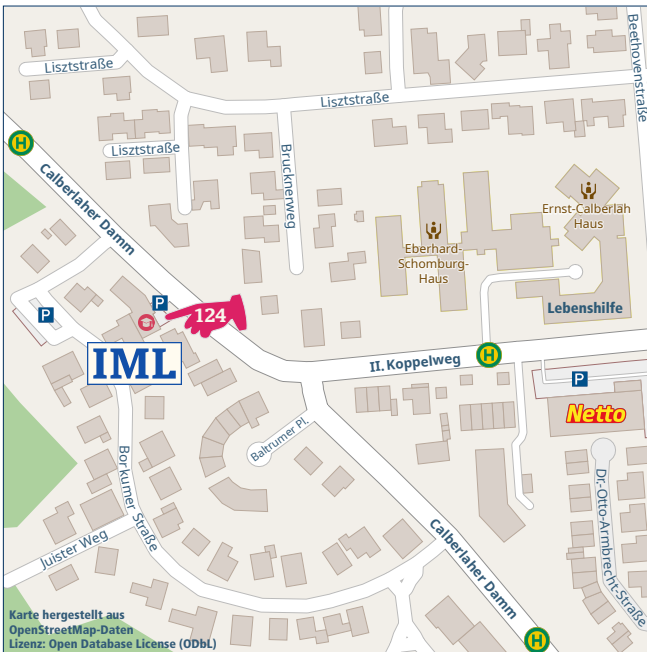 Beethovenstraße
Lisztstraße
Lisztstraße
H
Lisztstraße
Brucknerweg
Calberlaher Damm
Ernst-Calberlah
Haus
Eberhard-
Schomburg-
Haus
P
P
124
Lebenshilfe
IML
II. Koppelweg
H
P
Netto
Baltrumer Pl.
Borkumer Straße
Dr.-Otto-Armbrecht-Straße
Juister Weg
Calberlaher Damm
Karte hergestellt aus
OpenStreetMap-Daten
Lizenz: Open Database License (ODbL)
H